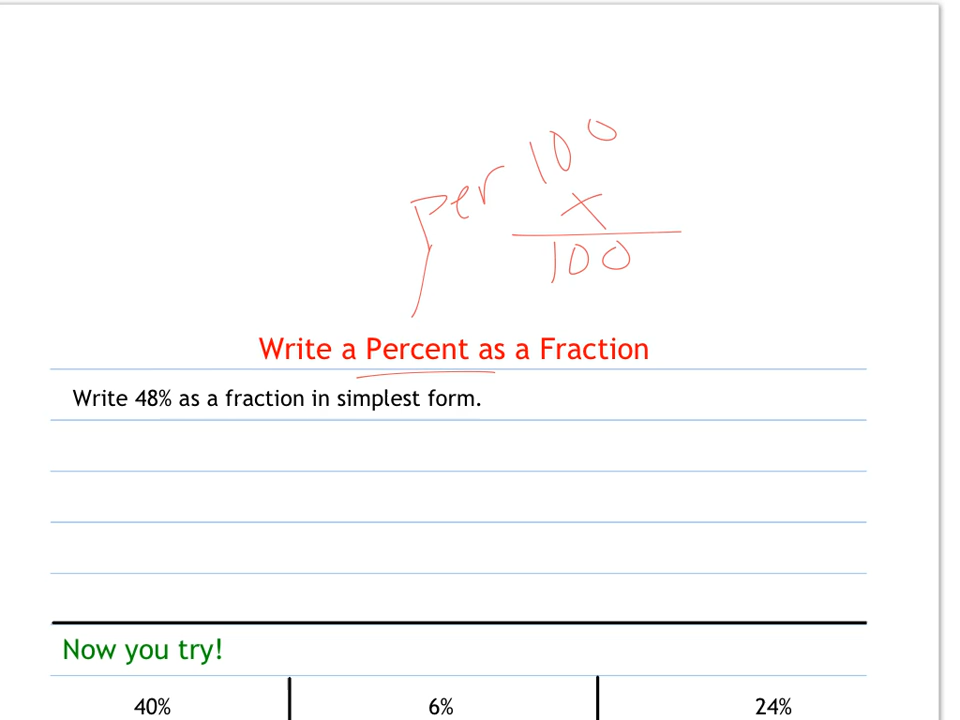 per 100
x
100
Write a Percent as a Fraction
Write 48% as a fraction in simplest form.
Now you try!
40% 6% 24%